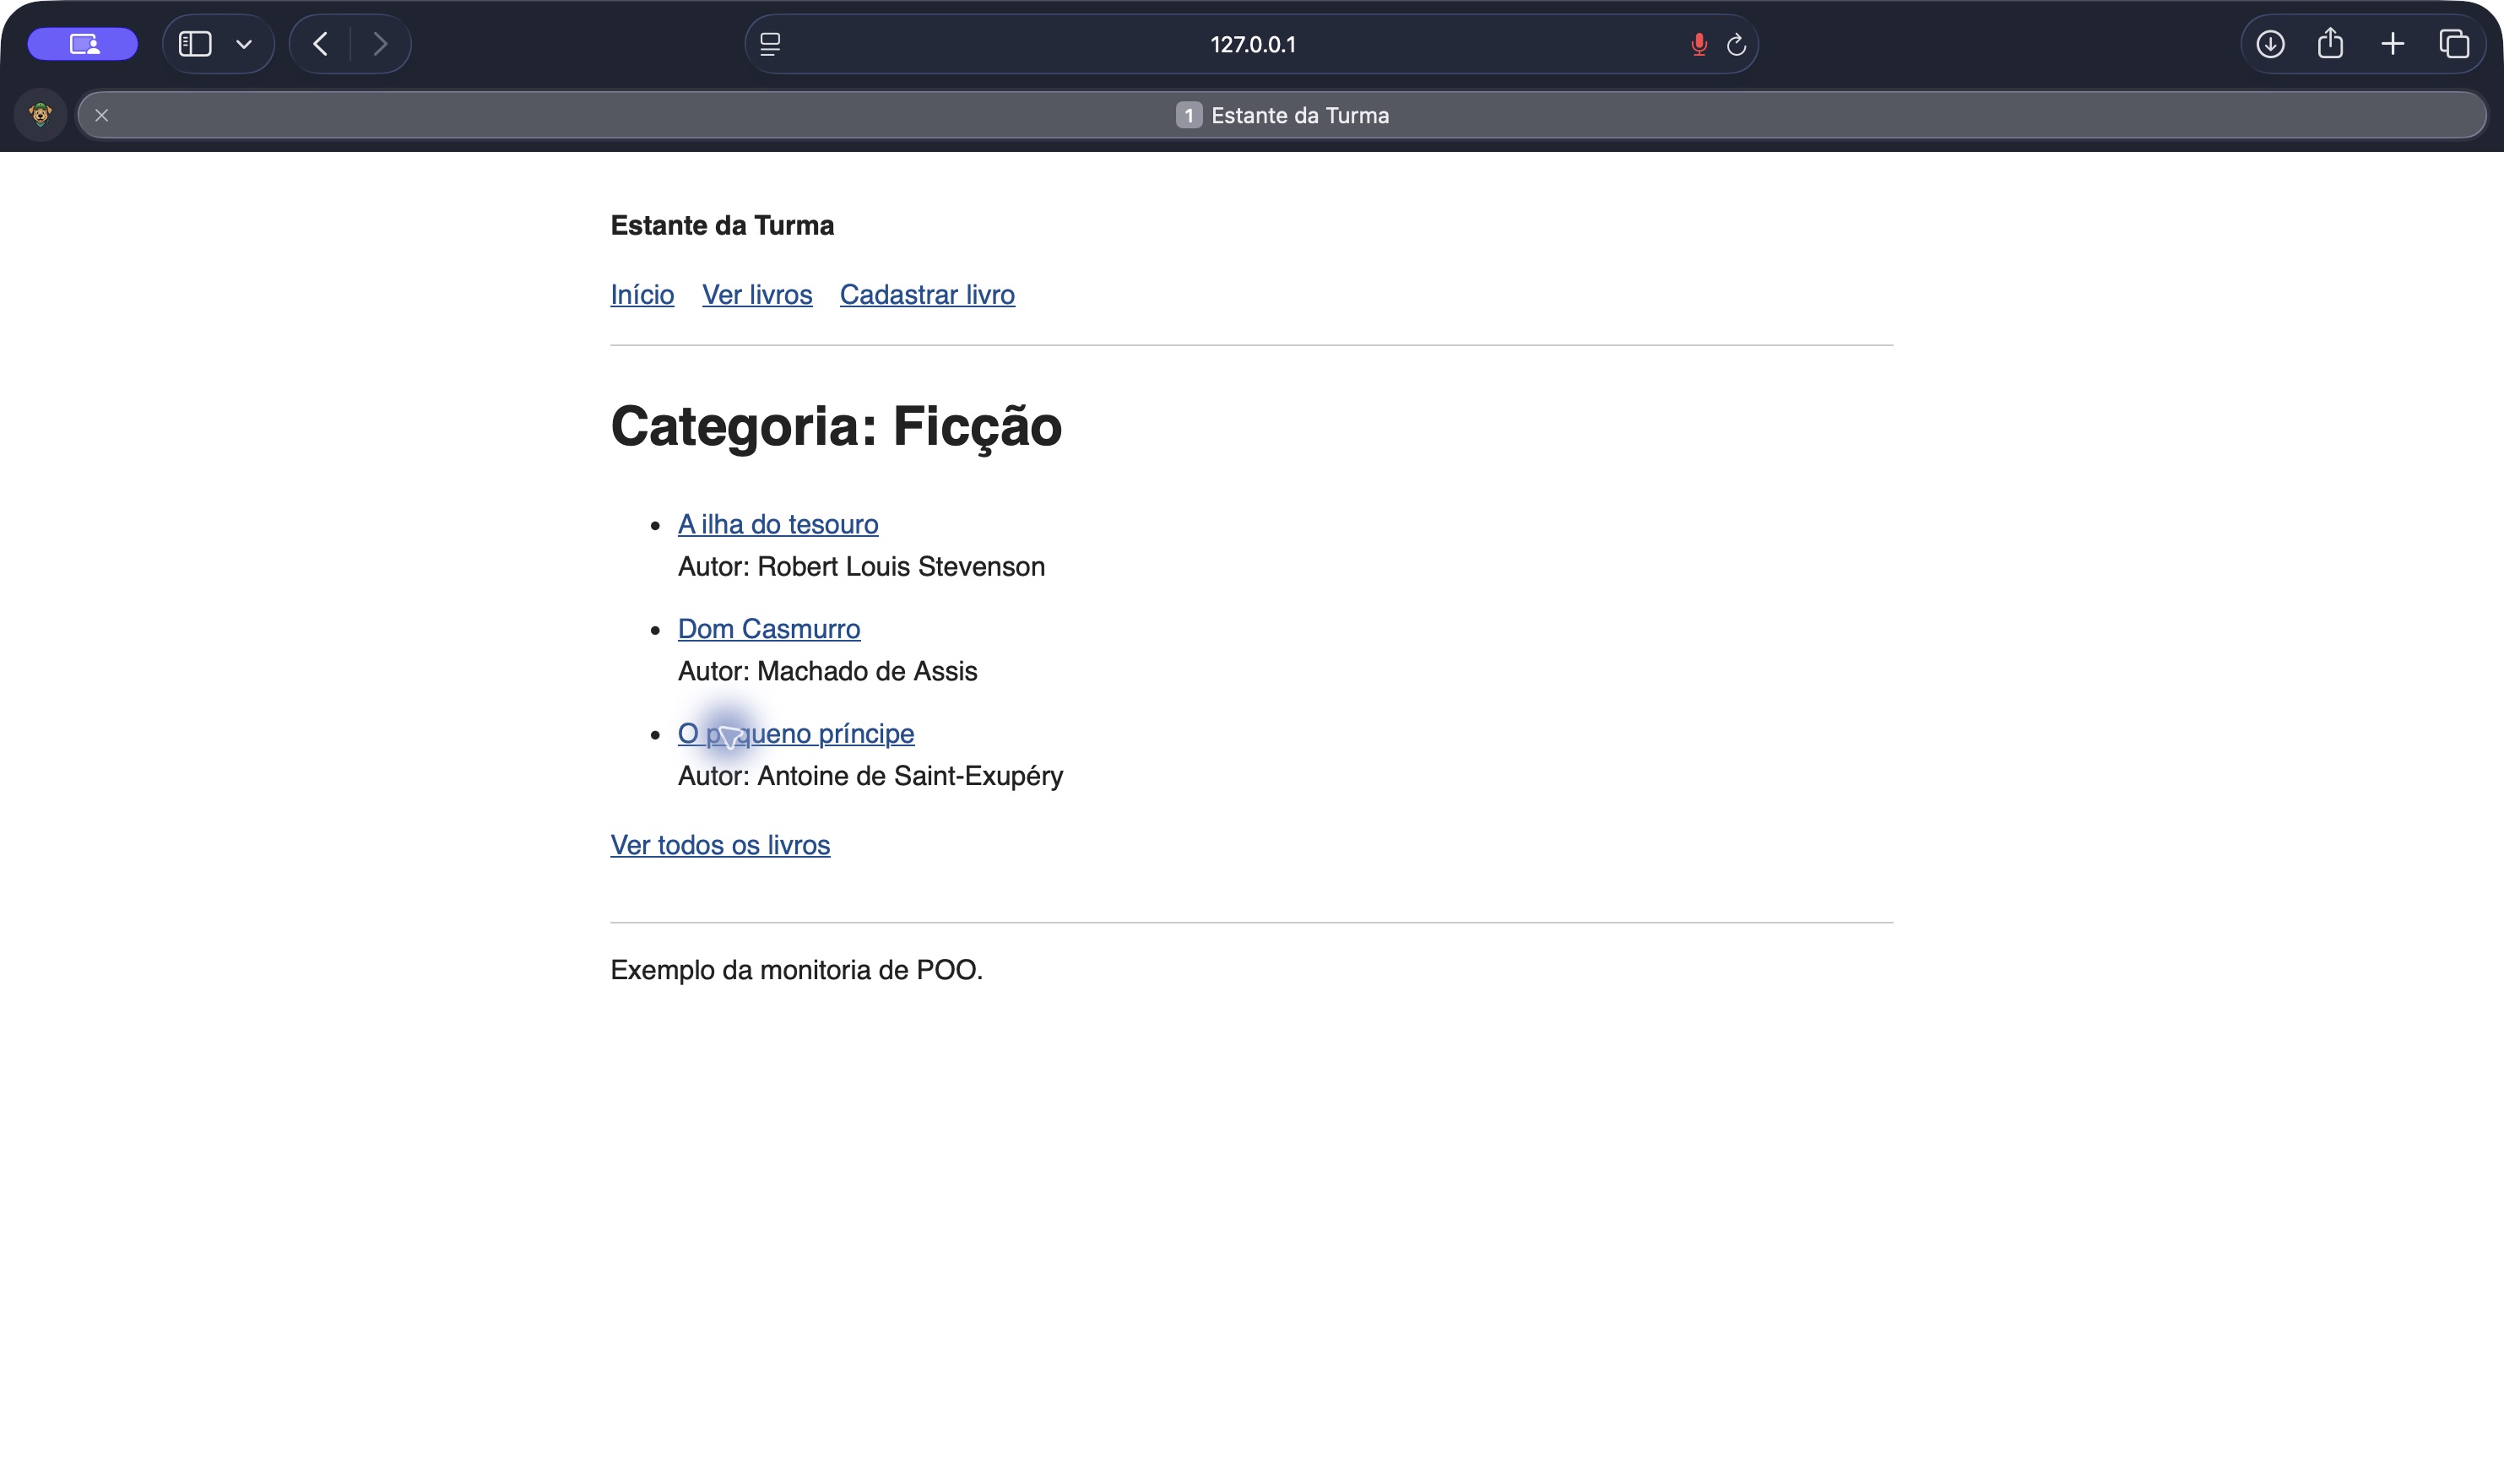 127.0.0.1
1 Estante da Turma
Estante da Turma
Início Ver livros Cadastrar livro
Categoria: Ficção
A ilha do tesouro
Autor: Robert Louis Stevenson
Dom Casmurro
Autor: Machado de Assis
O pequeno príncipe
Autor: Antoine de Saint-Exupéry
Ver todos os livros
Exemplo da monitoria de POO.